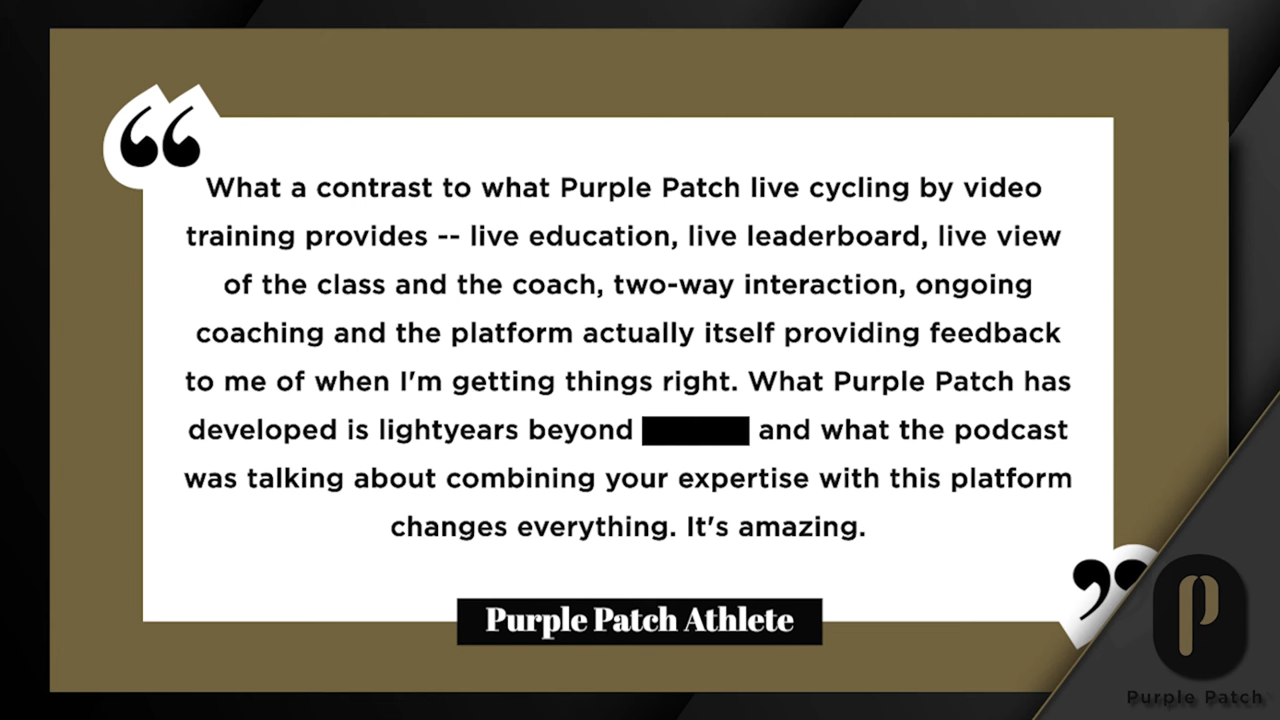 What a contrast to what Purple Patch live cycling by video
training provides -- live education, live leaderboard, live view
of the class and the coach, two-way interaction, ongoing
coaching and the platform actually itself providing feedback
to me of when I'm getting things right. What Purple Patch has
developed is lightyears beyond and what the podcast
was talking about combining your expertise with this platform
changes everything. It's amazing.
Purple Patch Athlete
Purple Patch